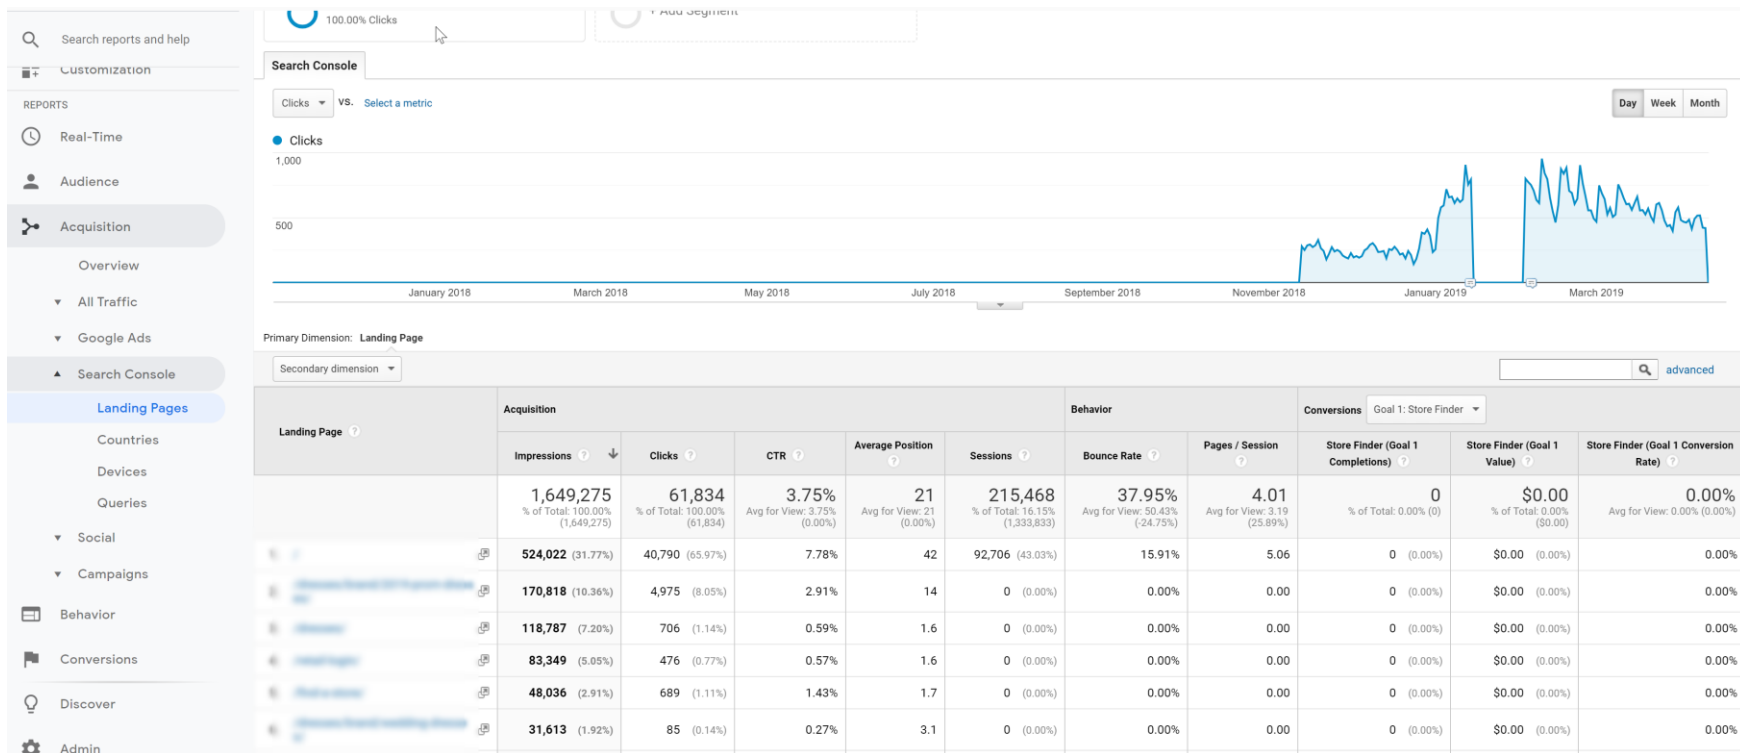 100.00% Clicks
+ Add Segment
Search reports and help
Customization
REPORTS
Real-Time
Audience
Acquisition
Overview
All Traffic
Google Ads
Search Console
Landing Pages
Countries
Devices
Queries
Social
Campaigns
Behavior
Conversions
Discover
Admin
Search Console
Clicks VS. Select a metric
Day Week Month
Clicks
1,000
500
January 2018 March 2018 May 2018 July 2018 September 2018 November 2018 January 2019 March 2019
Primary Dimension: Landing Page
Secondary dimension
advanced
Landing Page ?
Acquisition Behavior Conversions Goal 1: Store Finder
Impressions ? Clicks ? CTR ? Average Position ? Sessions ? Bounce Rate ? Pages / Session ? Store Finder (Goal 1 Completions) ? Store Finder (Goal 1 Value) ? Store Finder (Goal 1 Conversion Rate) ?
1,649,275 61,834 3.75% 21 215,468 37.95% 4.01 0 $0.00 0.00%
% of Total: 100.00% % of Total: 100.00% Avg for View: 3.75% Avg for View: 21 % of Total: 16.15% Avg for View: 50.43% Avg for View: 3.19 % of Total: 0.00% (0) % of Total: 0.00% Avg for View: 0.00% (0.00%)
(1,649,275) (61,834) (0.00%) (0.00%) (1,333,833) (-24.75%) (25.89%) ($0.00)
524,022 (31.77%) 40,790 (65.97%) 7.78% 42 92,706 (43.03%) 15.91% 5.06 0 (0.00%) $0.00 (0.00%) 0.00%
170,818 (10.36%) 4,975 (8.05%) 2.91% 14 0 (0.00%) 0.00% 0.00 0 (0.00%) $0.00 (0.00%) 0.00%
118,787 (7.20%) 706 (1.14%) 0.59% 1.6 0 (0.00%) 0.00% 0.00 0 (0.00%) $0.00 (0.00%) 0.00%
83,349 (5.05%) 476 (0.77%) 0.57% 1.6 0 (0.00%) 0.00% 0.00 0 (0.00%) $0.00 (0.00%) 0.00%
48,036 (2.91%) 689 (1.11%) 1.43% 1.7 0 (0.00%) 0.00% 0.00 0 (0.00%) $0.00 (0.00%) 0.00%
31,613 (1.92%) 85 (0.14%) 0.27% 3.1 0 (0.00%) 0.00% 0.00 0 (0.00%) $0.00 (0.00%) 0.00%